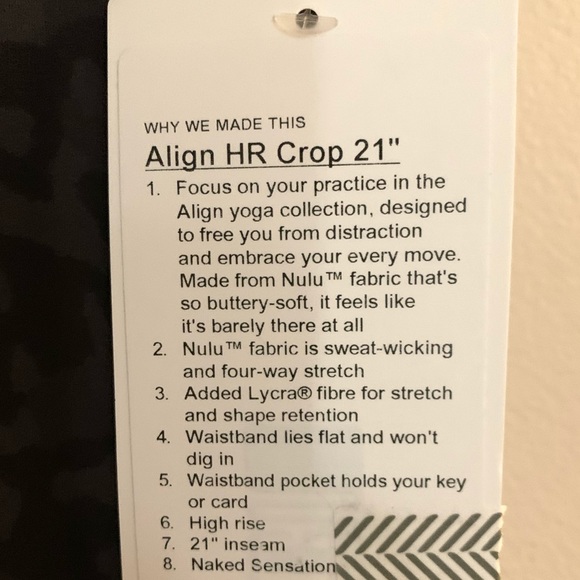 WHY WE MADE THIS
Align HR Crop 21"
1. Focus on your practice in the
Align yoga collection, designed
to free you from distraction
and embrace your every move.
Made from Nulu™ fabric that's
so buttery-soft, it feels like
it's barely there at all
2. Nulu™ fabric is sweat-wicking
and four-way stretch
3. Added Lycra® fibre for stretch
and shape retention
4. Waistband lies flat and won't
dig in
5. Waistband pocket holds your key
or card
6. High rise
7. 21" inseam
8. Naked Sensation